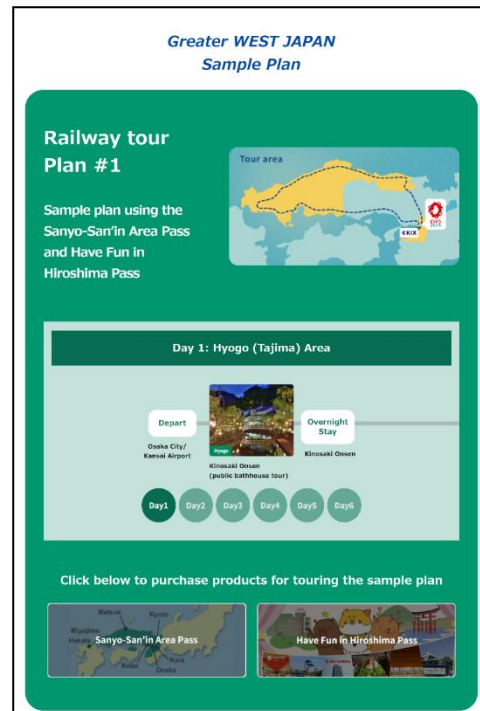 Greater WEST JAPAN
Sample Plan
Railway tour
Plan #1
Tour area
Sample plan using the
Sanyo-San'in Area Pass
and Have Fun in
Hiroshima Pass
KIX
EXPO
2025
Day 1: Hyogo (Tajima) Area
Depart
Osaka City/
Kansai Airport
Hyogo
Kinosaki Onsen
(public bathhouse tour)
Overnight
Stay
Kinosaki Onsen
Day1
Day2
Day3
Day4
Day5
Day6
Click below to purchase products for touring the sample plan
Matsue
Kyoto
Miyajima
Hakata
Sanyo-San'in Area Pass
Kobe
Nara
Osaka
Have Fun in Hiroshima Pass